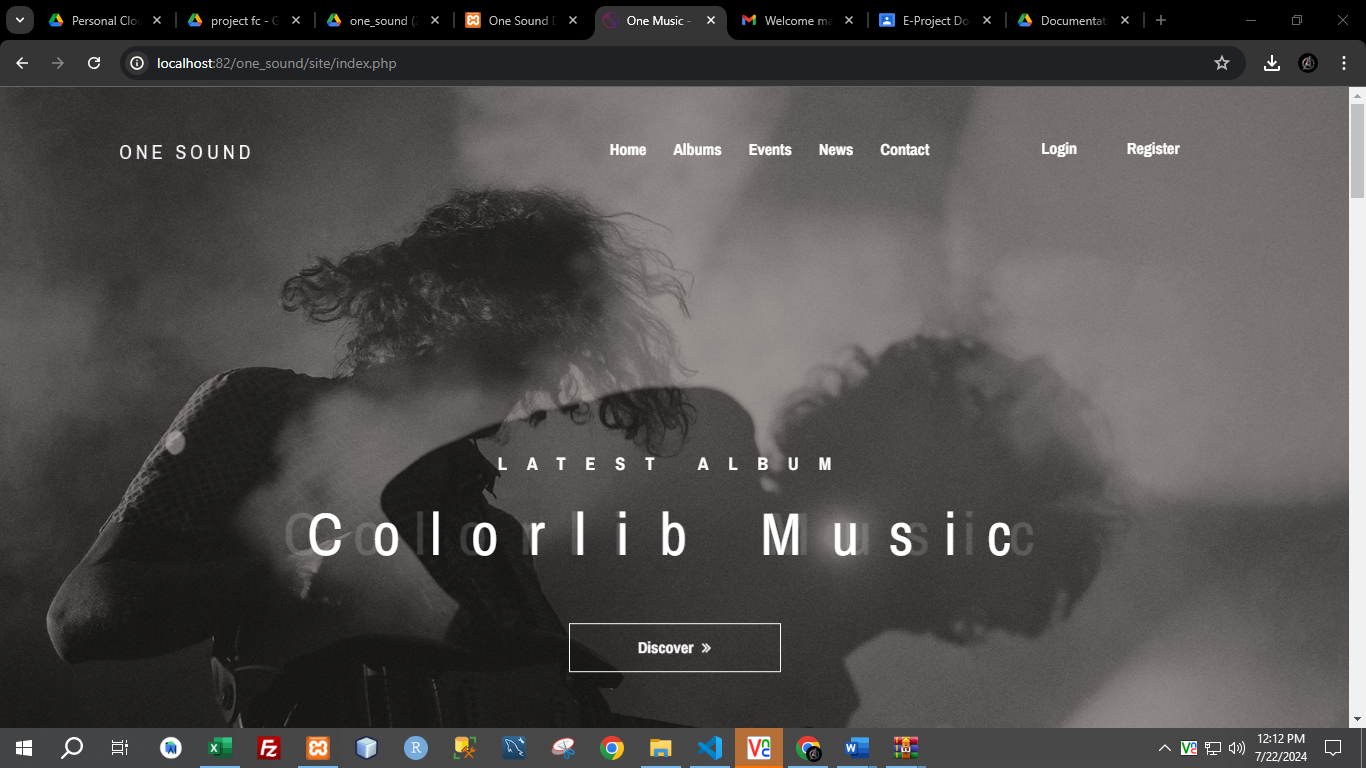 Personal Clo
project fc - G
one_sound (
One Sound D
One Music -
Welcome ma
E-Project Do
Documentat
localhost:82/one_sound/site/index.php
ONE SOUND
Home Albums Events News Contact Login Register
LATEST ALBUM
Colorlib Music
Discover »
12:12 PM
7/22/2024